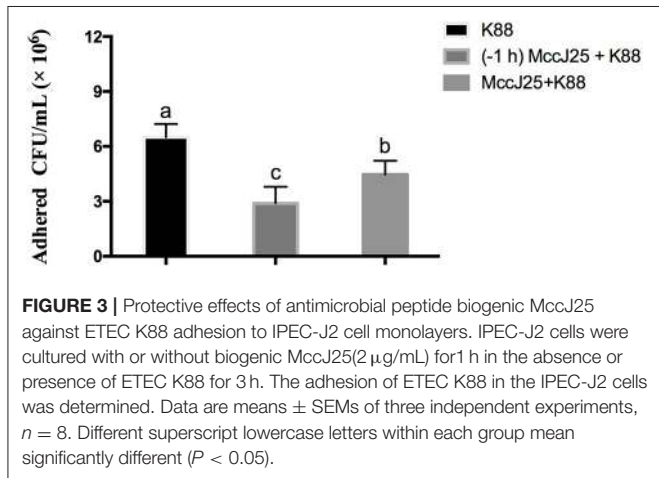 K88
(-1 h) MccJ25 + K88
MccJ25+K88
Adhered CFU/mL (× 10⁶)
12
9
6
3
0
a
c
b
FIGURE 3 | Protective effects of antimicrobial peptide biogenic MccJ25
against ETEC K88 adhesion to IPEC-J2 cell monolayers. IPEC-J2 cells were
cultured with or without biogenic MccJ25(2 μg/mL) for1 h in the absence or
presence of ETEC K88 for 3 h. The adhesion of ETEC K88 in the IPEC-J2 cells
was determined. Data are means ± SEMs of three independent experiments,
n = 8. Different superscript lowercase letters within each group mean
significantly different (P < 0.05).